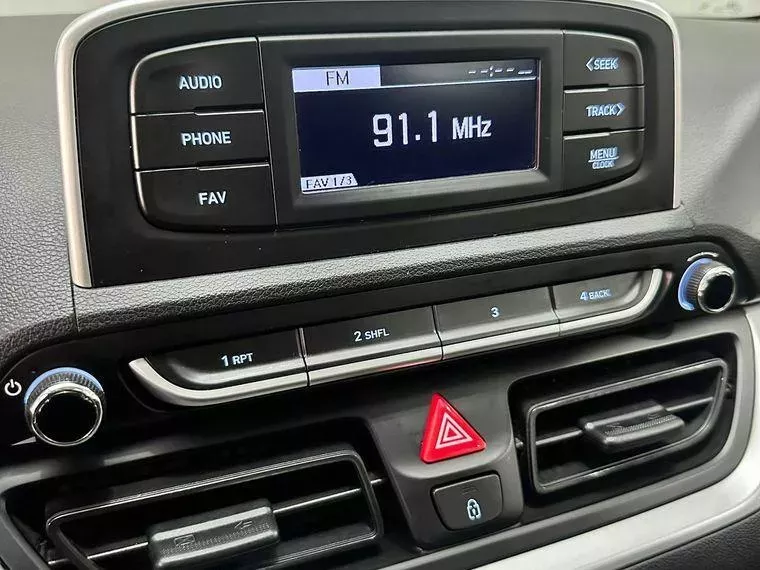 AUDIO
PHONE
FAV
FM --:-- --
91.1 MHz
FAV 1/3
<SEEK
TRACK>
MENU
CLOCK
1 RPT
2 SHFL
3
4 BACK